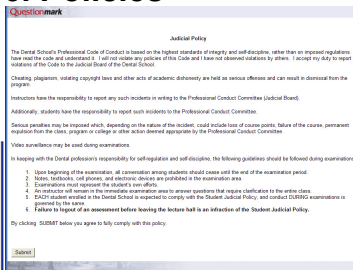 Questionmark
Judicial Policy
The Dental School's Professional Code of Conduct is based on the highest standards of integrity and self-discipline, rather than on imposed regulations.
have read the code and understand it. I will not violate any policies of this Code and I have not observed violations by others. I accept my duty to report
violations of the Code to the Judicial Board of the Dental School.
Cheating, plagiarism, violating copyright laws and other acts of academic dishonesty are held as serious offenses and can result in dismissal from the
program.
Instructors have the responsibility to report any such incidents in writing to the Professional Conduct Committee (Judicial Board).
Additionally, students have the responsibility to report such incidents to the Professional Conduct Committee.
Serious penalties may be imposed which, depending on the nature of the incident, could include loss of course points, failure of the course, permanent
expulsion from the class, program or college or other action deemed appropriate by the Professional Conduct Committee
Video surveillance may be used during examinations.
In keeping with the Dental profession's responsibility for self-regulation and self-discipline, the following guidelines should be followed during examinations
1. Upon beginning of the examination, all conversation among students should cease until the end of the examination period.
2. Notes, textbooks, cell phones, and electronic devices are prohibited in the examination area.
3. Examinations must represent the student's own efforts.
4. An instructor will remain in the immediate examination area to answer questions that require clarification to the entire class.
5. EACH student enrolled in the Dental School is expected to comply with the Student Judicial Policy, and conduct DURING examinations is
governed by the same
6. Failure to logout of an assessment before leaving the lecture hall is an infraction of the Student Judicial Policy.
By clicking SUBMIT below you agree to fully comply with this policy.
Submit